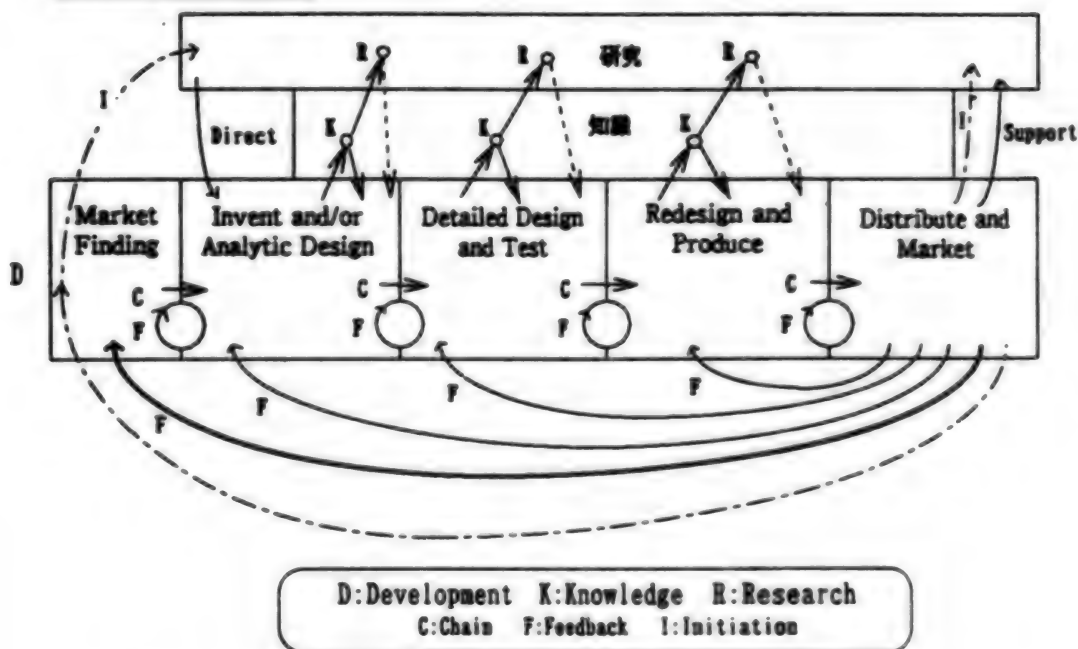 R
R
R
研究
I
K
K
K
知識
Direct
I
Support
Market
Finding
Invent and/or
Analytic Design
Detailed Design
and Test
Redesign and
Produce
Distribute and
Market
D
C
C
C
C
F
F
F
F
F
F
F
F
D:Development K:Knowledge R:Research
C:Chain F:Feedback I:Initiation